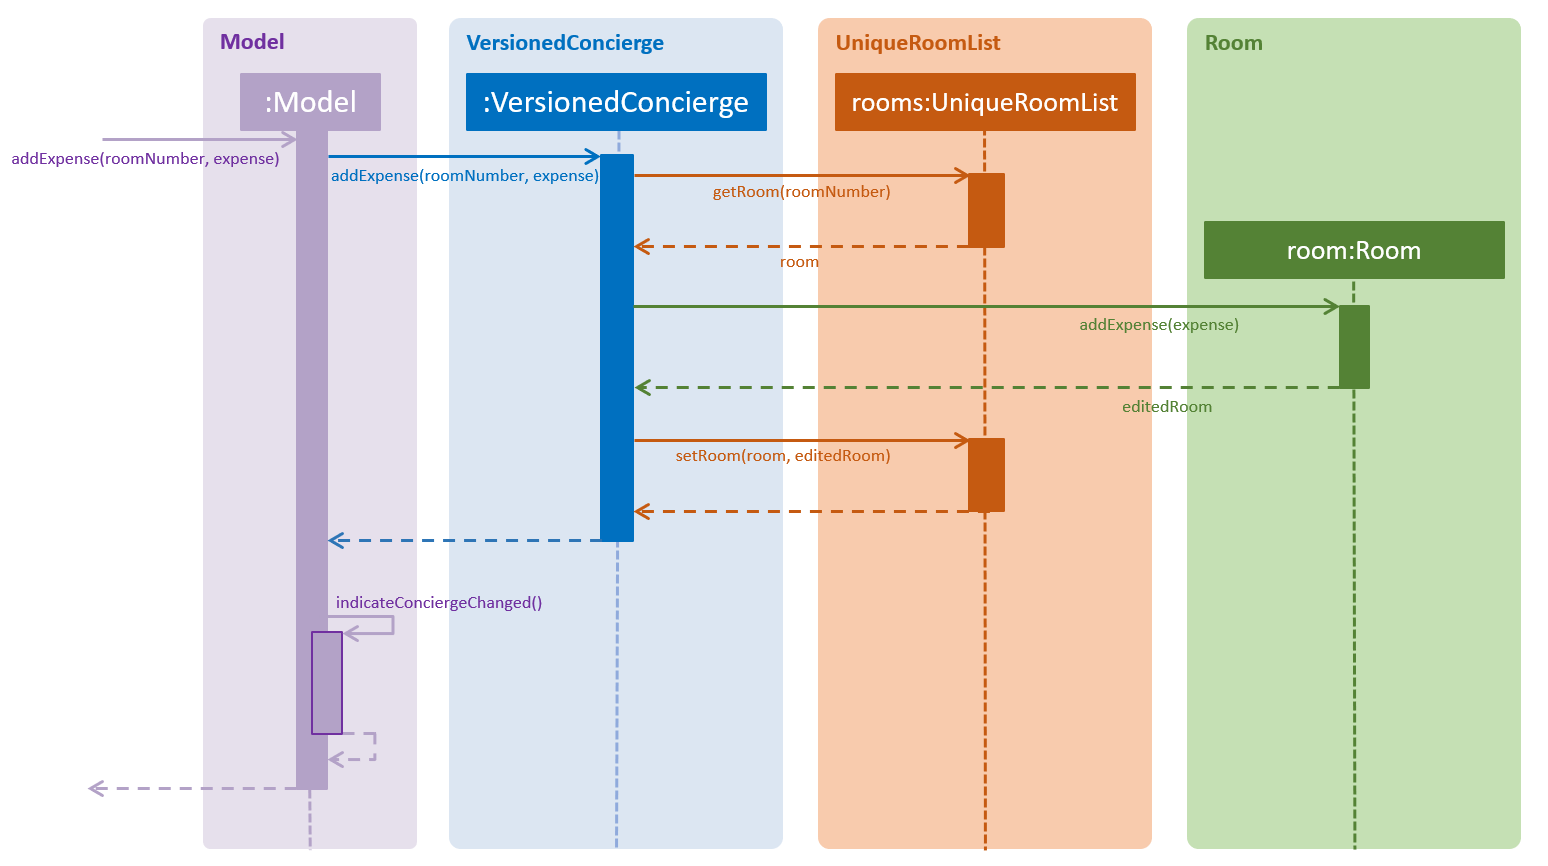 Model
VersionedConcierge
UniqueRoomList
Room
:Model
:VersionedConcierge
rooms:UniqueRoomList
addExpense(roomNumber, expense)
addExpense(roomNumber, expense)
getRoom(roomNumber)
room:Room
room
addExpense(expense)
editedRoom
setRoom(room, editedRoom)
indicateConciergeChanged()